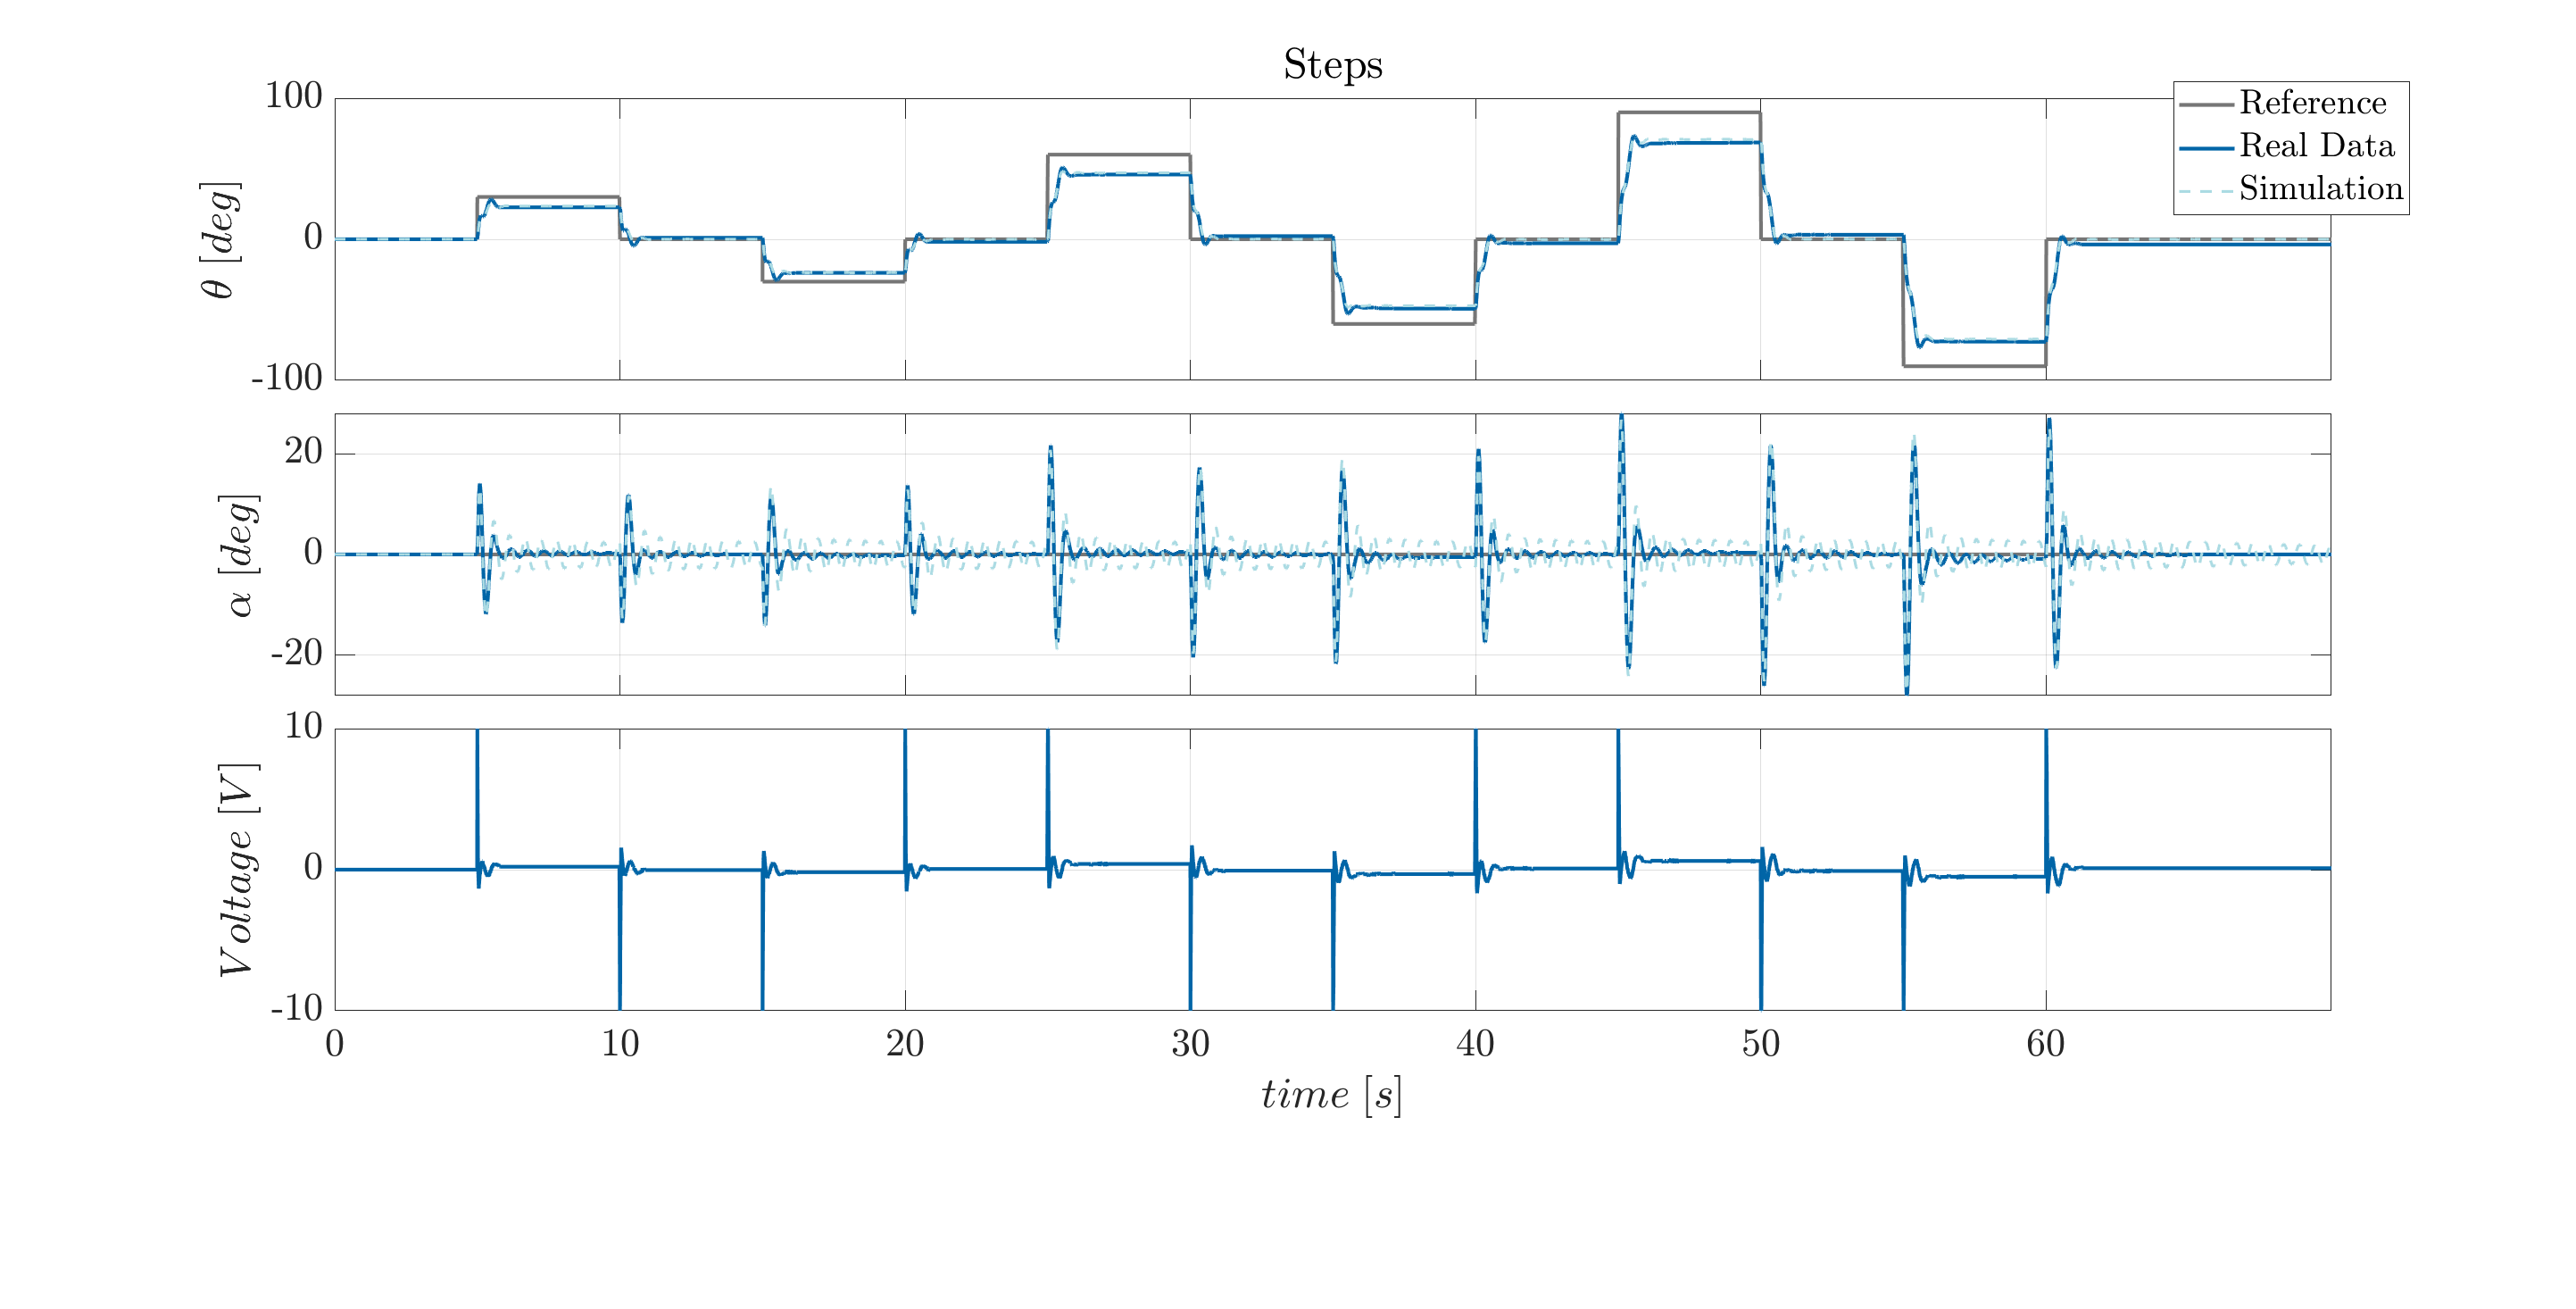 Steps
100
0
-100
θ [deg]
Reference
Real Data
Simulation
20
0
-20
α [deg]
10
0
-10
Voltage [V]
0 10 20 30 40 50 60
time [s]